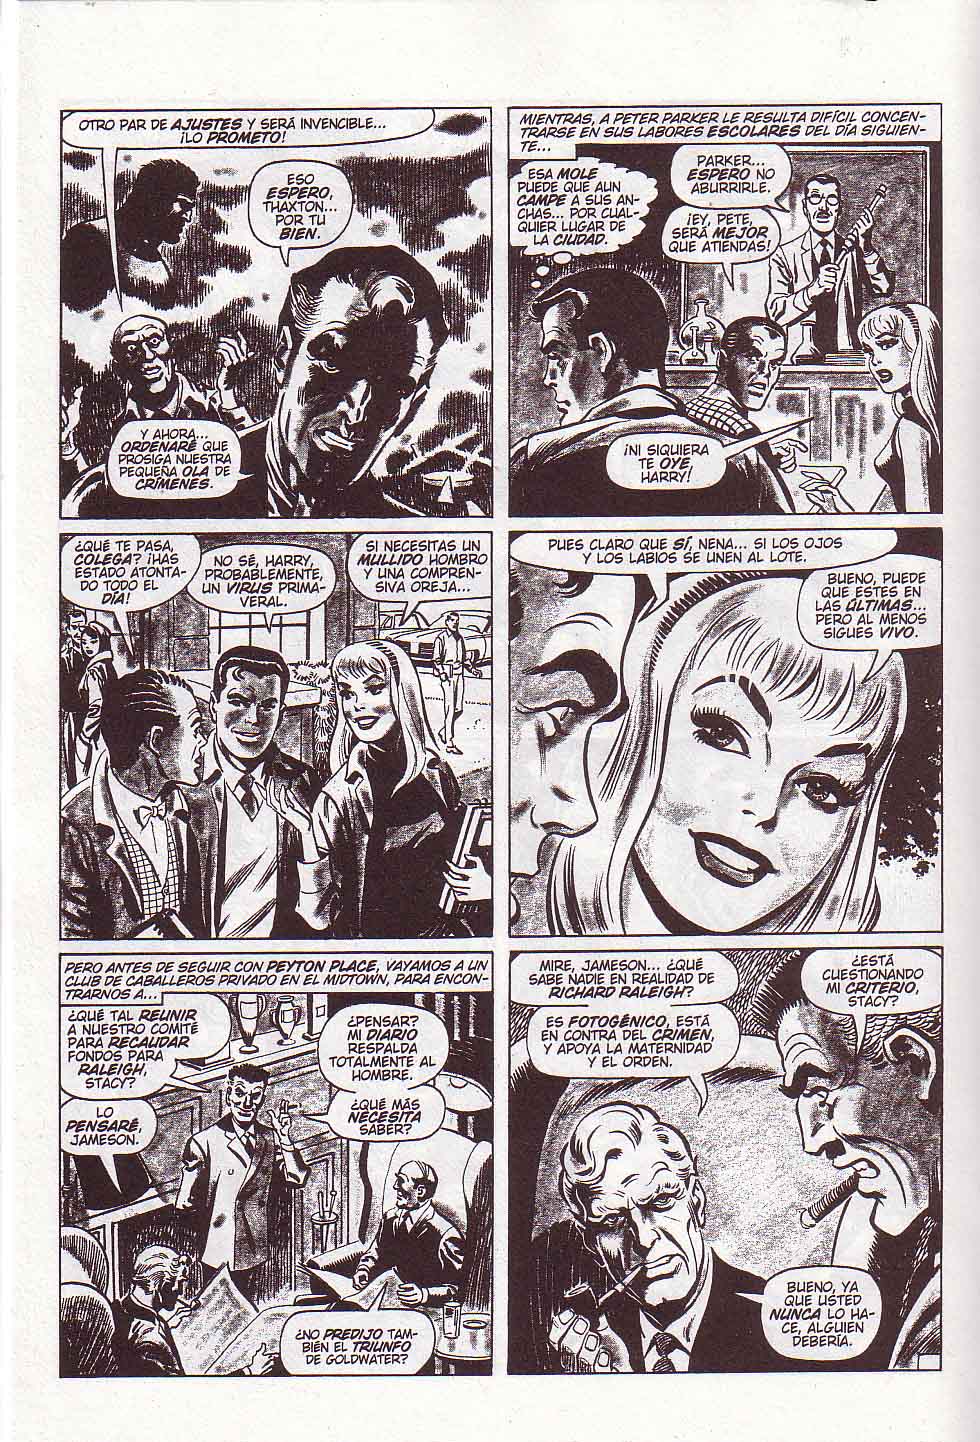 OTRO PAR DE AJUSTES Y SERÁ INVENCIBLE...
¡LO PROMETO!
ESO
ESPERO,
THAXTON...
POR TU
BIEN.
Y AHORA...
ORDENARÉ QUE
PROSIGA NUESTRA
PEQUEÑA OLA DE
CRÍMENES.
MIENTRAS, A PETER PARKER LE RESULTA DIFÍCIL CONCEN-
TRARSE EN SUS LABORES ESCOLARES DEL DÍA SIGUIEN-
TE...
ESA MOLE
PUEDE QUE AUN
CAMPE A SUS AN-
CHAS... POR CUAL-
QUIER LUGAR DE
LA CIUDAD.
PARKER...
ESPERO NO
ABURRIRLE.
¡EY, PETE,
SERÁ MEJOR
QUE ATIENDAS!
¡NI SIQUIERA
TE OYE,
HARRY!
¿QUÉ TE PASA,
COLEGA? ¡HAS
ESTADO ATONTA-
DO TODO EL
DÍA!
NO SÉ, HARRY,
PROBABLEMENTE,
UN VIRUS PRIMA-
VERAL.
SI NECESITAS UN
MULLIDO HOMBRO
Y UNA COMPREN-
SIVA OREJA...
PUES CLARO QUE SÍ, NENA... SI LOS OJOS
Y LOS LABIOS SE UNEN AL LOTE.
BUENO, PUEDE
QUE ESTES EN
LAS ÚLTIMAS...
PERO AL MENOS
SIGUES VIVO.
PERO ANTES DE SEGUIR CON PEYTON PLACE, VAYAMOS A UN
CLUB DE CABALLEROS PRIVADO EN EL MIDTOWN, PARA ENCON-
TRARNOS A...
¿QUÉ TAL REUNIR
A NUESTRO COMITÉ
PARA RECAUDAR
FONDOS PARA
RALEIGH,
STACY?
LO
PENSARÉ,
JAMESON.
¿PENSAR?
MI DIARIO
RESPALDA
TOTALMENTE AL
HOMBRE.
¿QUÉ MÁS
NECESITA
SABER?
¿NO PREDIJO TAM-
BIÉN EL TRIUNFO
DE GOLDWATER?
MIRE, JAMESON... ¿QUÉ
SABE NADIE EN REALIDAD DE
RICHARD RALEIGH?
ES FOTOGÉNICO, ESTÁ
EN CONTRA DEL CRIMEN,
Y APOYA LA MATERNIDAD
Y EL ORDEN.
¿ESTÁ
CUESTIONANDO
MI CRITERIO,
STACY?
BUENO, YA
QUE USTED
NUNCA LO HA-
CE, ALGUIEN
DEBERÍA.